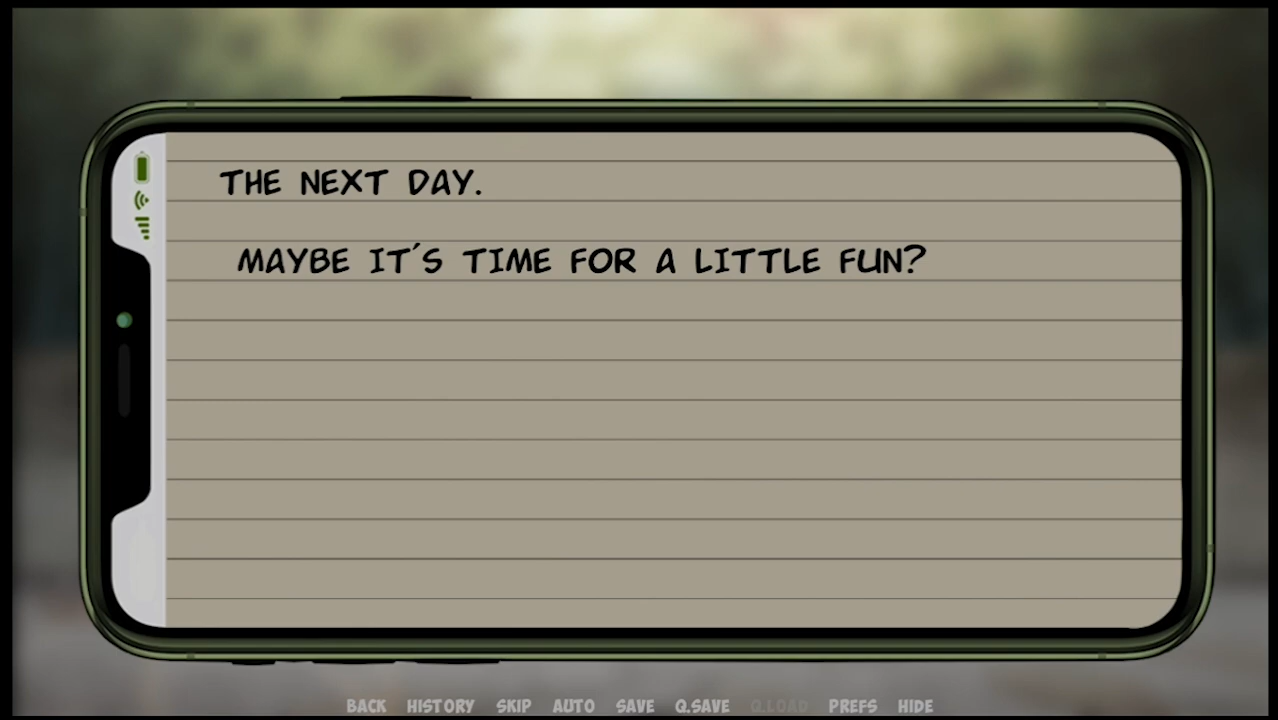 THE NEXT DAY.
MAYBE IT'S TIME FOR A LITTLE FUN?
BACK HISTORY SKIP AUTO SAVE Q.SAVE Q.LOAD PREFS HIDE